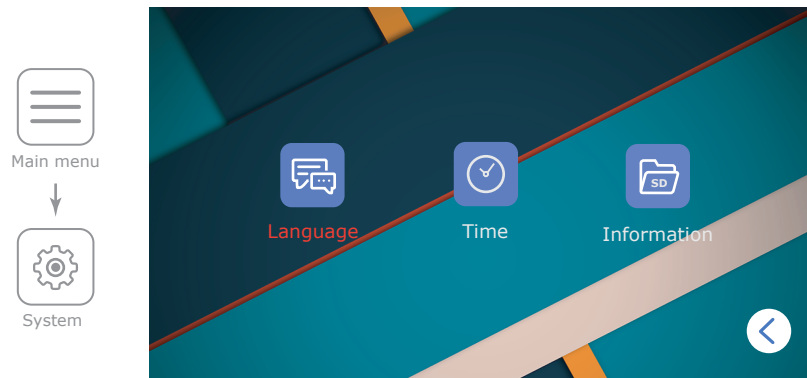 Main menu
System
SD
Language
Time
Information